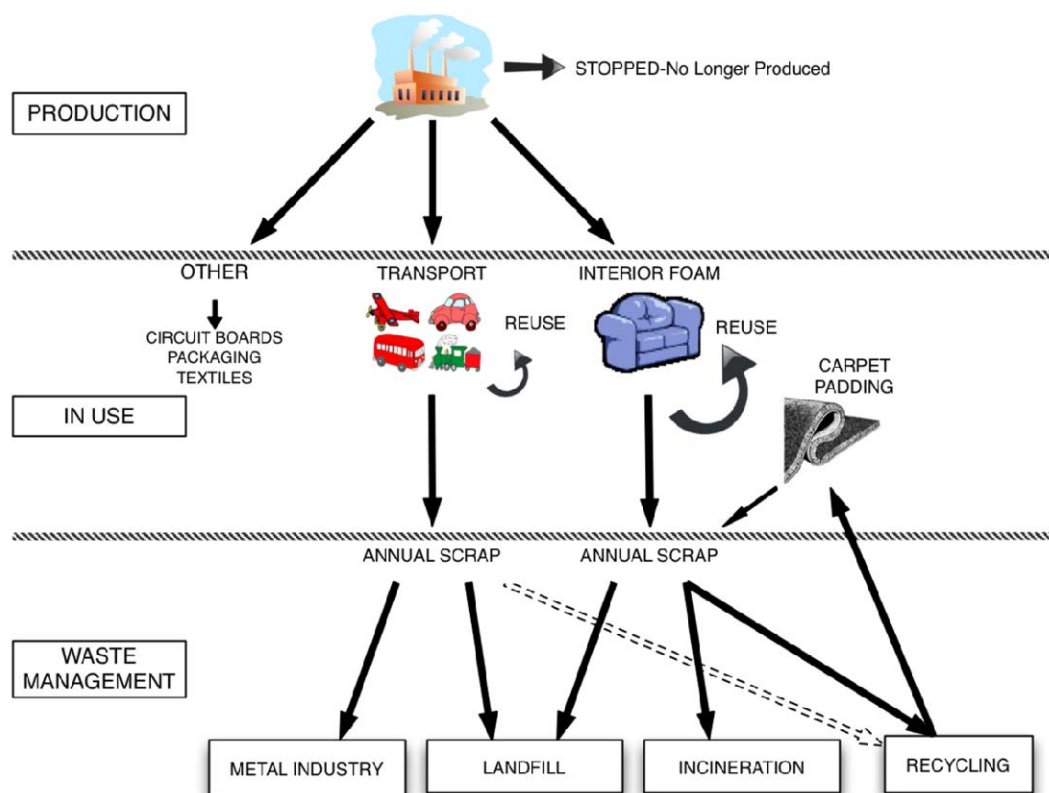 STOPPED-No Longer Produced
PRODUCTION
OTHER
TRANSPORT
INTERIOR FOAM
REUSE
REUSE
CIRCUIT BOARDS
PACKAGING
TEXTILES
CARPET
PADDING
IN USE
ANNUAL SCRAP
ANNUAL SCRAP
WASTE
MANAGEMENT
METAL INDUSTRY
LANDFILL
INCINERATION
RECYCLING